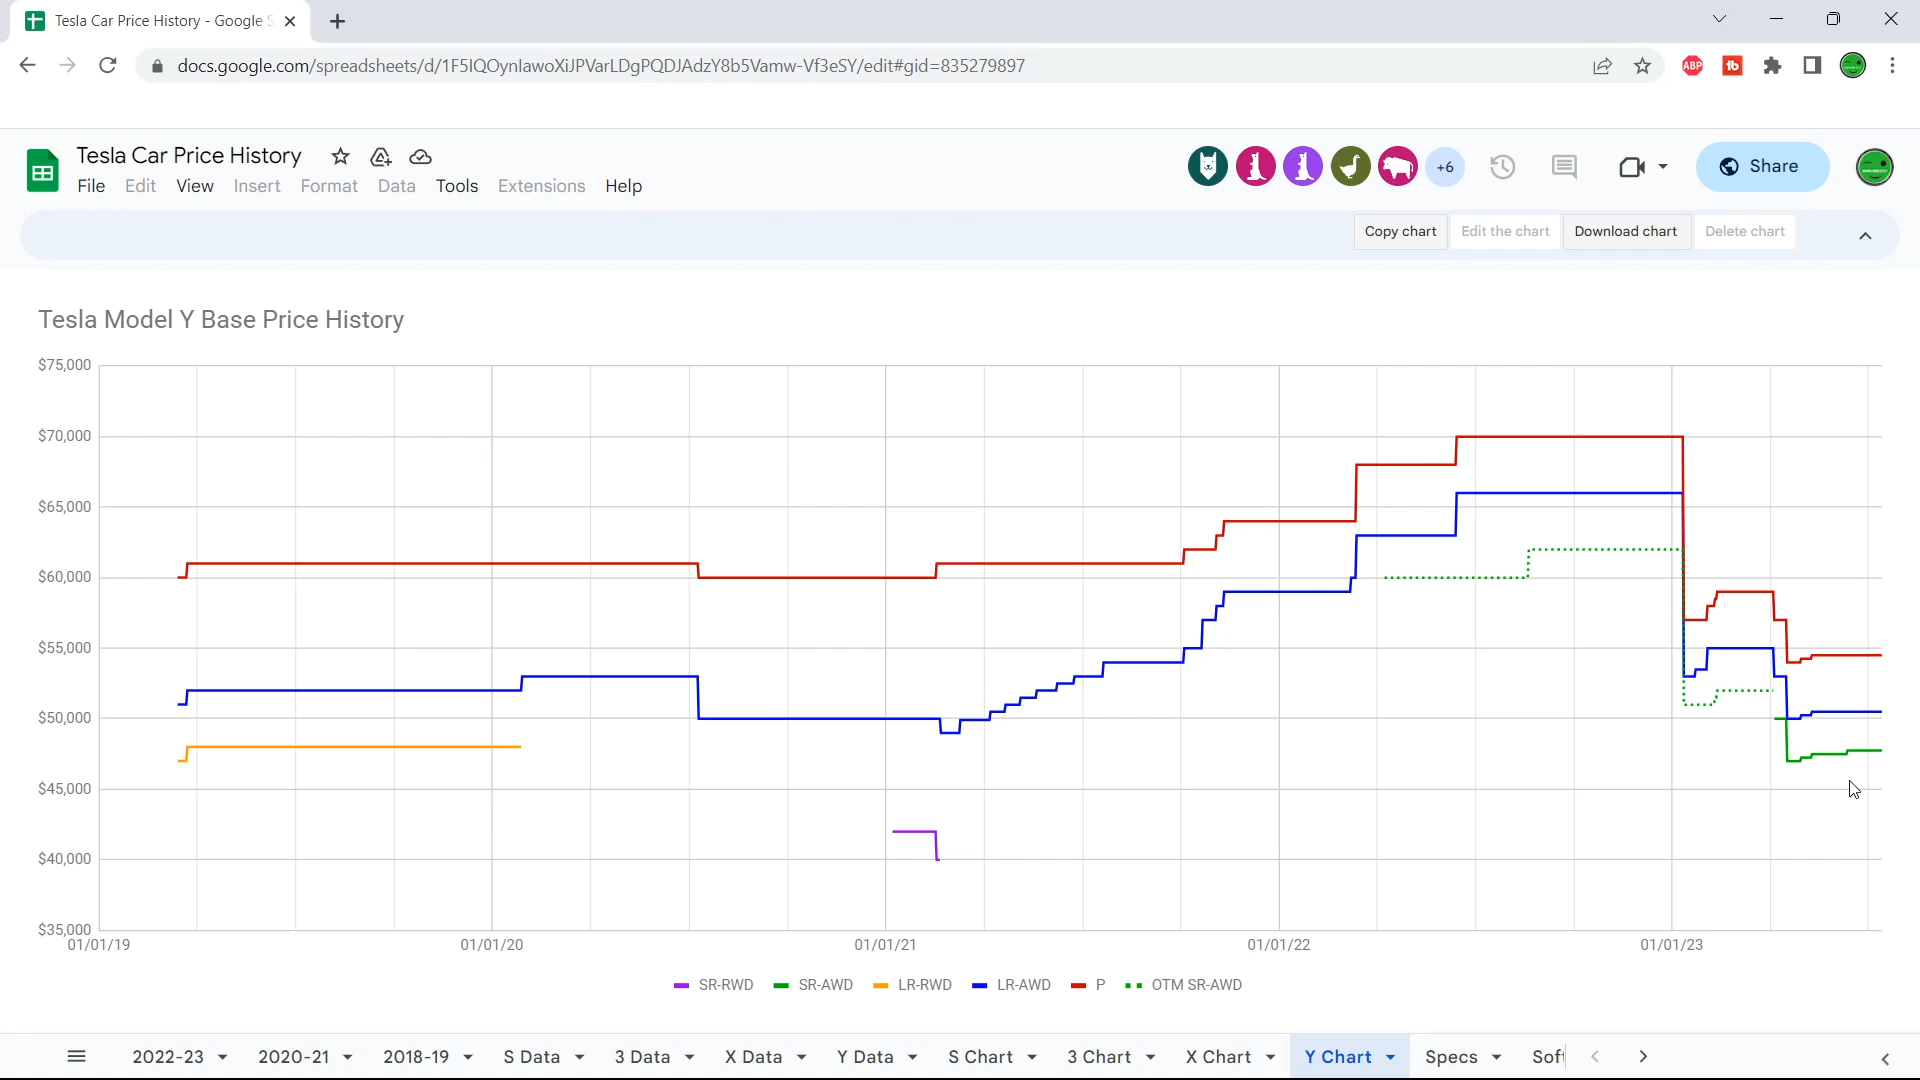 Tesla Car Price History - Google S
docs.google.com/spreadsheets/d/1F5IQOynlawoXiJPVarLDgPQDJAdzY8b5Vamw-Vf3eSY/edit#gid=835279897
ABP
tb
Tesla Car Price History
+6
Share
File Edit View Insert Format Data Tools Extensions Help
Copy chart Edit the chart Download chart Delete chart
Tesla Model Y Base Price History
$75,000
$70,000
$65,000
$60,000
$55,000
$50,000
$45,000
$40,000
$35,000
01/01/19 01/01/20 01/01/21 01/01/22 01/01/23
SR-RWD SR-AWD LR-RWD LR-AWD P OTM SR-AWD
2022-23 2020-21 2018-19 S Data 3 Data X Data Y Data S Chart 3 Chart X Chart Y Chart Specs Sof